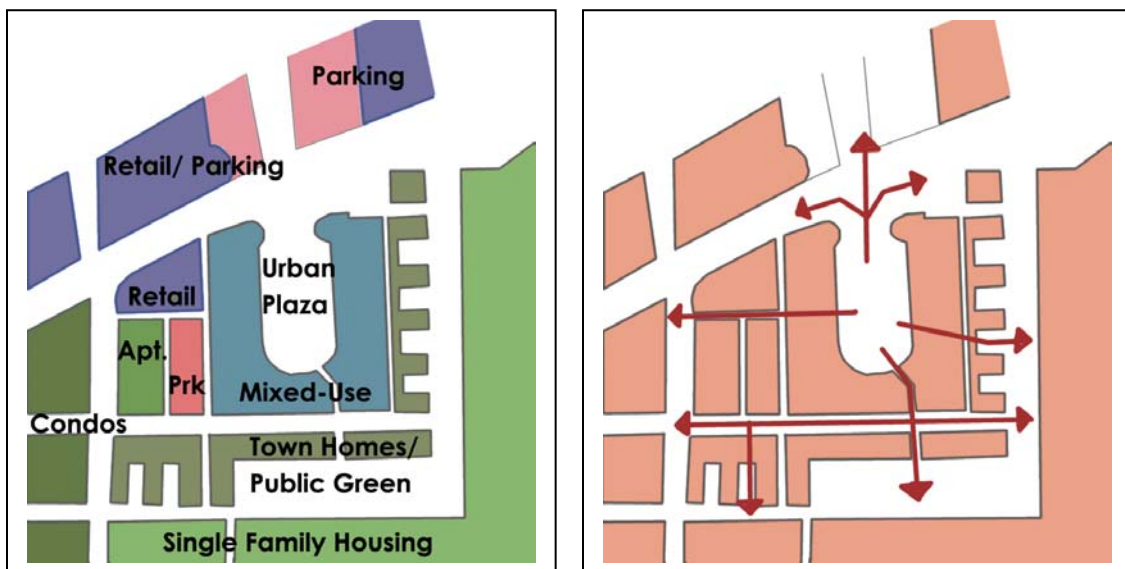 Parking
Retail/ Parking
Urban
Plaza
Retail
Apt.
Prk
Mixed-Use
Condos
Town Homes/
Public Green
Single Family Housing